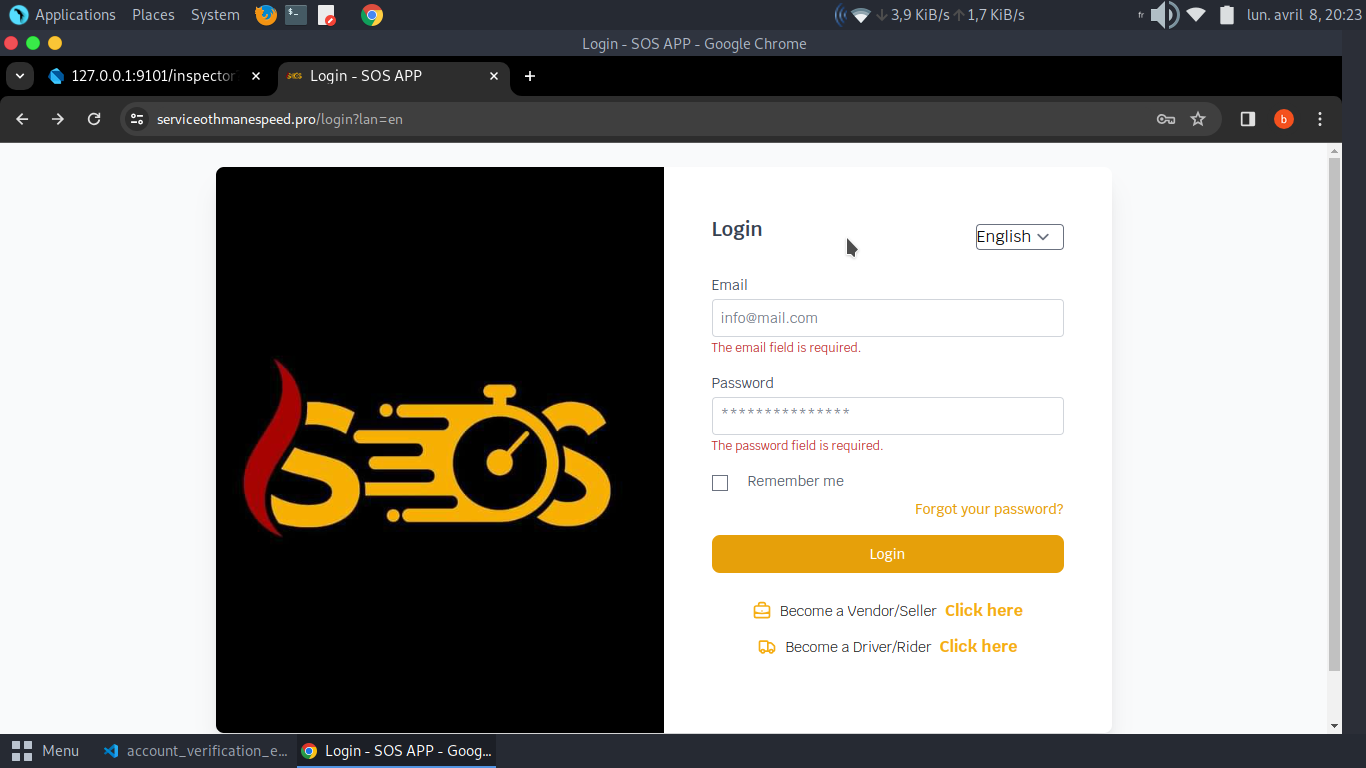 Applications Places System 3,9 KiB/s 1,7 KiB/s fr lun. avril 8, 20:23
Login - SOS APP - Google Chrome
127.0.0.1:9101/inspector Login - SOS APP
serviceothmanespeed.pro/login?lan=en b
Login
English
Email
info@mail.com
The email field is required.
Password
***************
The password field is required.
SOS
Remember me
Forgot your password?
Login
Become a Vendor/Seller Click here
Become a Driver/Rider Click here
Menu account_verification_e... Login - SOS APP - Goog...